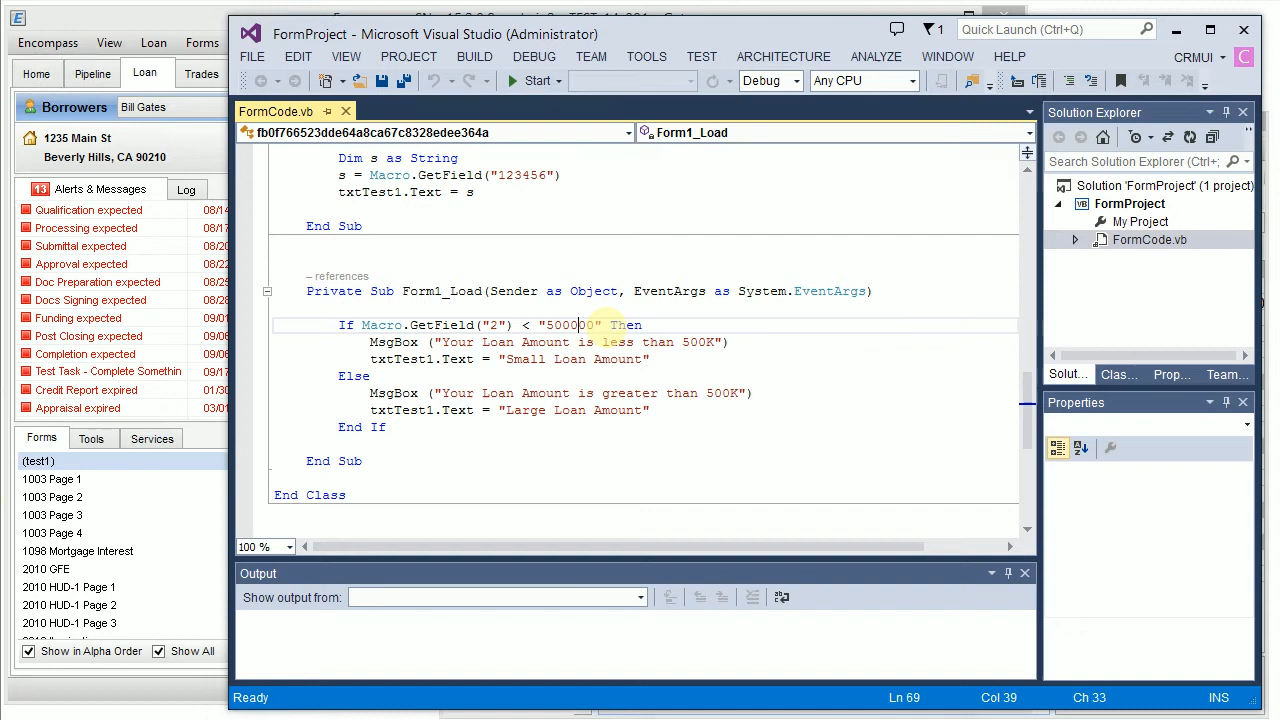 FormProject - Microsoft Visual Studio (Administrator)
1
Quick Launch (Ctrl+Q)
Encompass View Loan Forms
FILE EDIT VIEW PROJECT BUILD DEBUG TEAM TOOLS TEST ARCHITECTURE ANALYZE WINDOW HELP
CRMUI
C
Home Pipeline Loan Trades
Start
Debug
Any CPU
Borrowers Bill Gates
1235 Main St
Beverly Hills, CA 90210
13 Alerts & Messages Log
Qualification expected 08/14
Processing expected 08/
Submittal expected 08/20
Approval expected 08/22
Doc Preparation expected 08/25
Docs Signing expected 08/
Funding expected 08/
Post Closing expected 08/
Completion expected 09/
Test Task - Complete Somethin 09/17
Credit Report expired 01/30
Appraisal expired 03/01
Forms Tools Services
(test1)
1003 Page 1
1003 Page 2
1003 Page 3
1003 Page 4
1098 Mortgage Interest
2010 GFE
2010 HUD-1 Page 1
2010 HUD-1 Page 2
2010 HUD-1 Page 3
Show in Alpha Order Show All
FormCode.vb
fb0f766523dde64a8ca67c8328edee364a
Form1_Load
Dim s as String
s = Macro.GetField("123456")
txtTest1.Text = s
End Sub
– references
Private Sub Form1_Load(Sender as Object, EventArgs as System.EventArgs)
If Macro.GetField("2") < "500000" Then
MsgBox ("Your Loan Amount is less than 500K")
txtTest1.Text = "Small Loan Amount"
Else
MsgBox ("Your Loan Amount is greater than 500K")
txtTest1.Text = "Large Loan Amount"
End If
End Sub
End Class
100 %
Output
Show output from:
Solution Explorer
Search Solution Explorer (Ctrl+;
Solution 'FormProject' (1 project)
FormProject
My Project
FormCode.vb
Solut... Clas... Prop... Team...
Properties
Ready
Ln 69 Col 39 Ch 33 INS